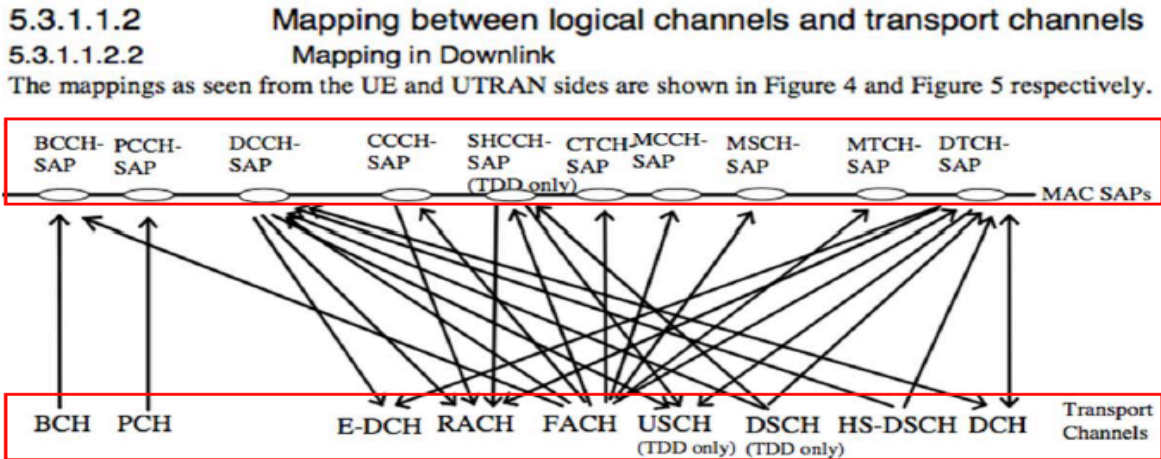 5.3.1.1.2 Mapping between logical channels and transport channels
5.3.1.1.2.2 Mapping in Downlink
The mappings as seen from the UE and UTRAN sides are shown in Figure 4 and Figure 5 respectively.
BCCH- PCCH- DCCH- CCCH- SHCCH- CTCH- MCCH- MSCH- MTCH- DTCH-
SAP SAP SAP SAP SAP SAP SAP SAP SAP SAP
(TDD only)
MAC SAPs
BCH PCH E-DCH RACH FACH USCH DSCH HS-DSCH DCH Transport
(TDD only) (TDD only) Channels